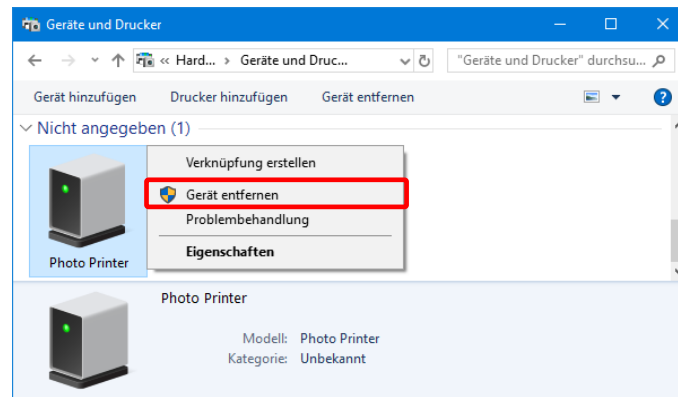 Geräte und Drucker
« Hard... › Geräte und Druc...
"Geräte und Drucker" durchsu...
Gerät hinzufügen Drucker hinzufügen Gerät entfernen
Nicht angegeben (1)
Verknüpfung erstellen
Gerät entfernen
Problembehandlung
Eigenschaften
Photo Printer
Photo Printer
Modell: Photo Printer
Kategorie: Unbekannt